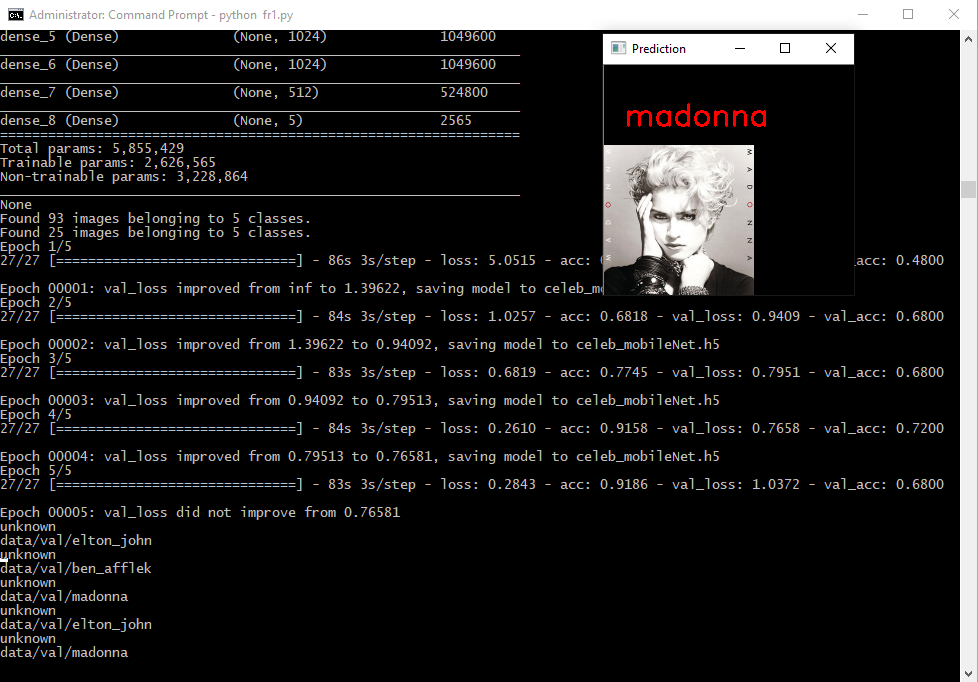 Administrator: Command Prompt - python fr1.py
dense_5 (Dense) (None, 1024) 1049600
dense_6 (Dense) (None, 1024) 1049600
dense_7 (Dense) (None, 512) 524800
dense_8 (Dense) (None, 5) 2565
=================================================================
Total params: 5,855,429
Trainable params: 2,626,565
Non-trainable params: 3,228,864
None
Found 93 images belonging to 5 classes.
Found 25 images belonging to 5 classes.
Epoch 1/5
27/27 [==============================] - 86s 3s/step - loss: 5.0515 - acc: acc: 0.4800
Epoch 00001: val_loss improved from inf to 1.39622, saving model to celeb_m
Epoch 2/5
27/27 [==============================] - 84s 3s/step - loss: 1.0257 - acc: 0.6818 - val_loss: 0.9409 - val_acc: 0.6800
Epoch 00002: val_loss improved from 1.39622 to 0.94092, saving model to celeb_mobileNet.h5
Epoch 3/5
27/27 [==============================] - 83s 3s/step - loss: 0.6819 - acc: 0.7745 - val_loss: 0.7951 - val_acc: 0.6800
Epoch 00003: val_loss improved from 0.94092 to 0.79513, saving model to celeb_mobileNet.h5
Epoch 4/5
27/27 [==============================] - 84s 3s/step - loss: 0.2610 - acc: 0.9158 - val_loss: 0.7658 - val_acc: 0.7200
Epoch 00004: val_loss improved from 0.79513 to 0.76581, saving model to celeb_mobileNet.h5
Epoch 5/5
27/27 [==============================] - 83s 3s/step - loss: 0.2843 - acc: 0.9186 - val_loss: 1.0372 - val_acc: 0.6800
Epoch 00005: val_loss did not improve from 0.76581
unknown
data/val/elton_john
unknown
data/val/ben_afflek
unknown
data/val/madonna
unknown
data/val/elton_john
unknown
data/val/madonna
Prediction
madonna
MADONNA
MADONNA